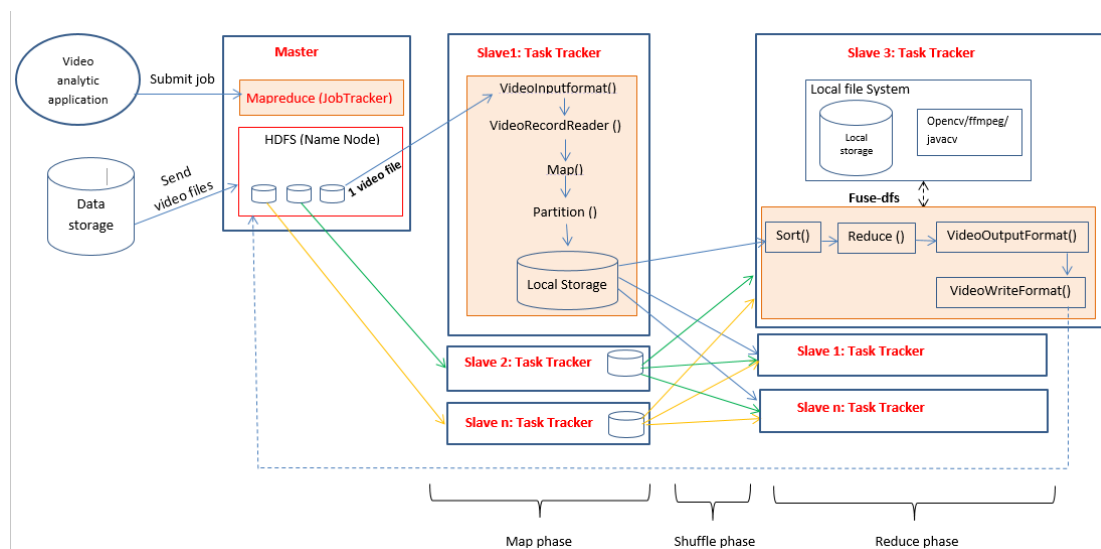 Video
analytic
application
Submit job
Data
storage
Send
video files
Master
Mapreduce (JobTracker)
HDFS (Name Node)
1 video file
Slave1: Task Tracker
VideoInputformat()
VideoRecordReader ()
Map()
Partition ()
Local Storage
Slave 2: Task Tracker
Slave n: Task Tracker
Slave 3: Task Tracker
Local file System
Local
storage
Opencv/ffmpeg/
javacv
Fuse-dfs
Sort()
Reduce ()
VideoOutputFormat()
VideoWriteFormat()
Slave 1: Task Tracker
Slave n: Task Tracker
Map phase
Shuffle phase
Reduce phase